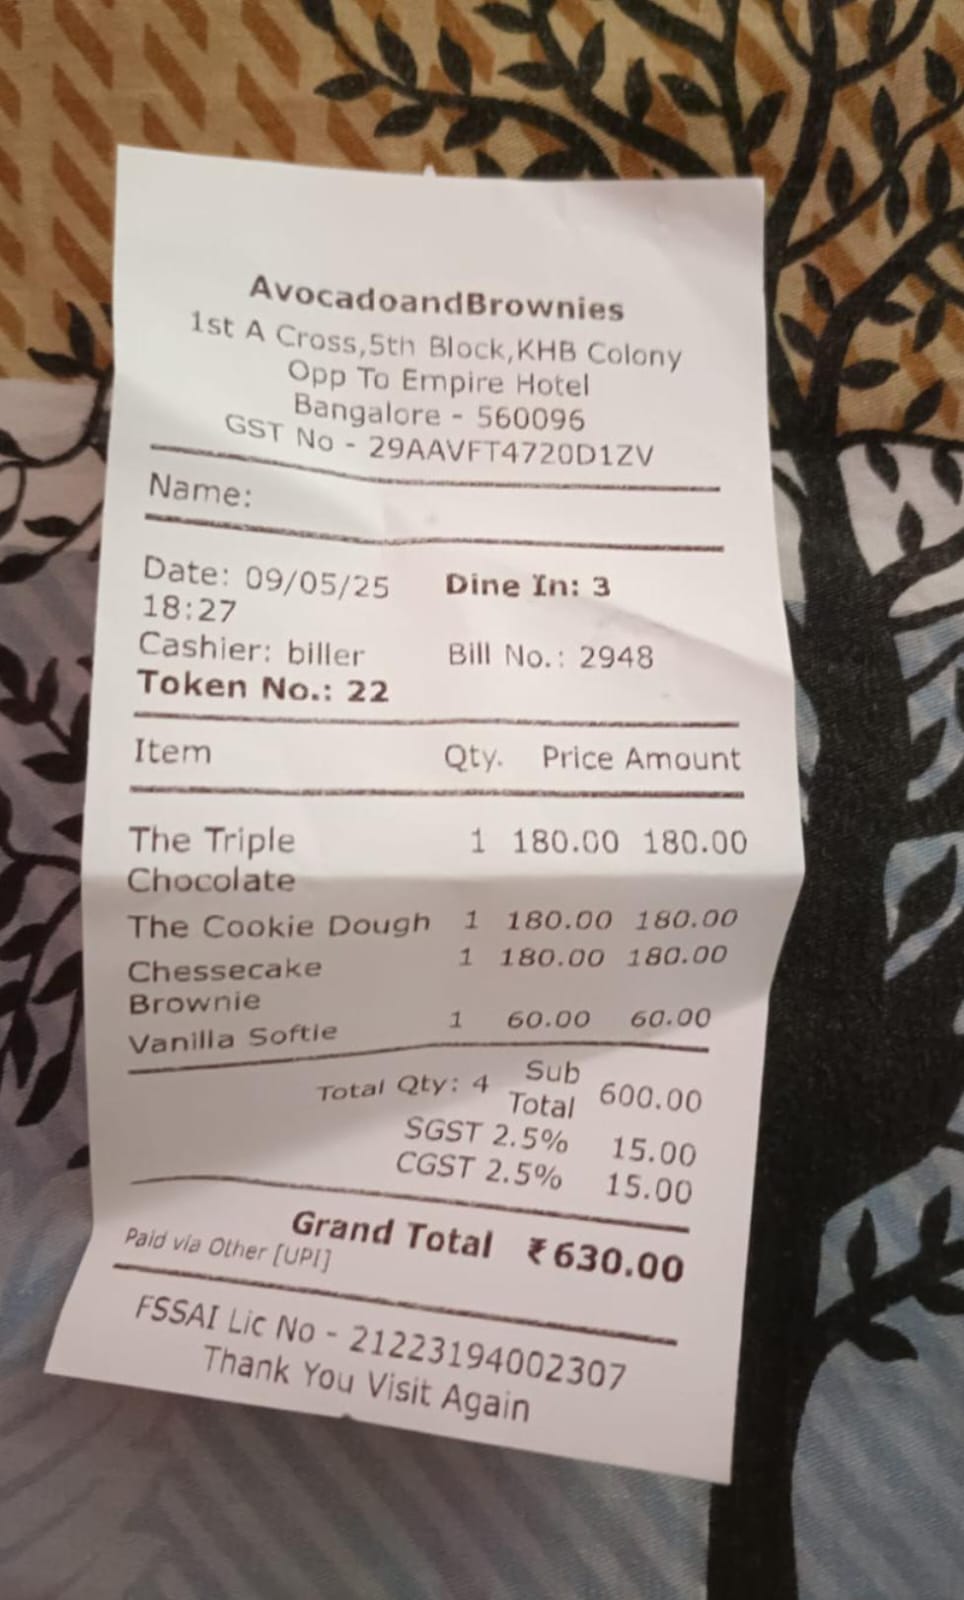 AvocadoandBrownies
1st A Cross,5th Block,KHB Colony
Opp To Empire Hotel
Bangalore - 560096
GST No - 29AAVFT4720D1ZV
Name:
Date: 09/05/25 Dine In: 3
18:27
Cashier: biller Bill No.: 2948
Token No.: 22
Item Qty. Price Amount
The Triple 1 180.00 180.00
Chocolate
The Cookie Dough 1 180.00 180.00
Chessecake 1 180.00 180.00
Brownie
Vanilla Softie 1 60.00 60.00
Total Qty: 4 Sub Total 600.00
SGST 2.5% 15.00
CGST 2.5% 15.00
Grand Total ₹630.00
Paid via Other [UPI]
FSSAI Lic No - 21223194002307
Thank You Visit Again